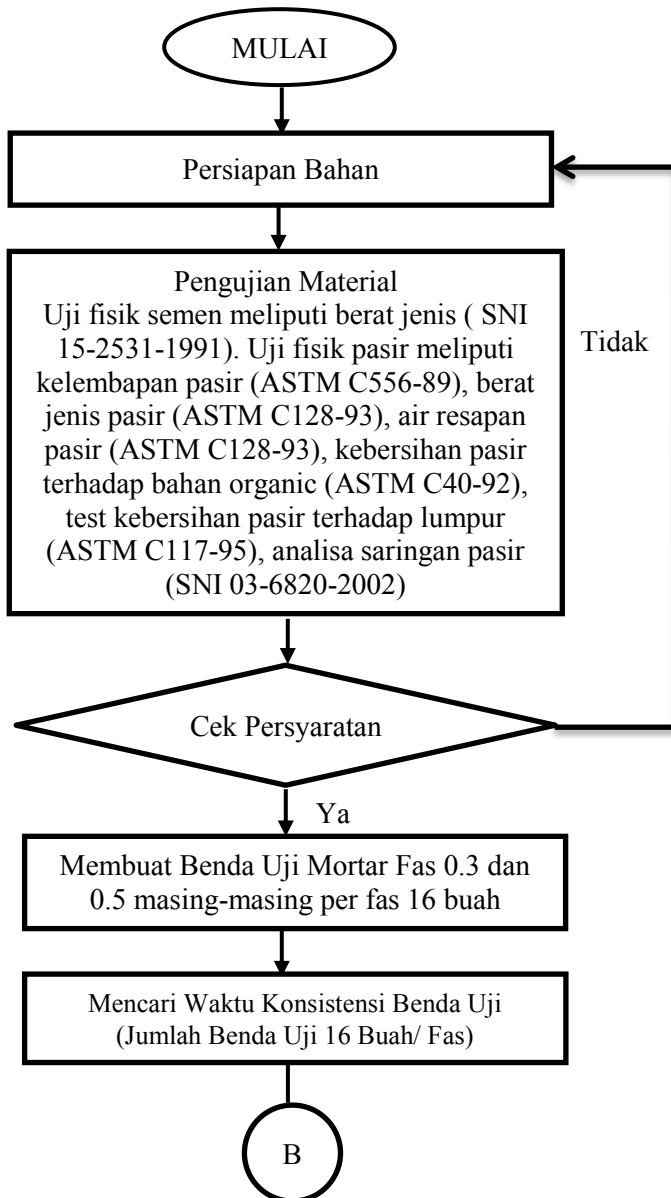 MULAI
Persiapan Bahan
Pengujian Material
Uji fisik semen meliputi berat jenis ( SNI
15-2531-1991). Uji fisik pasir meliputi
kelembapan pasir (ASTM C556-89), berat
jenis pasir (ASTM C128-93), air resapan
pasir (ASTM C128-93), kebersihan pasir
terhadap bahan organic (ASTM C40-92),
test kebersihan pasir terhadap lumpur
(ASTM C117-95), analisa saringan pasir
(SNI 03-6820-2002)
Tidak
Cek Persyaratan
Ya
Membuat Benda Uji Mortar Fas 0.3 dan
0.5 masing-masing per fas 16 buah
Mencari Waktu Konsistensi Benda Uji
(Jumlah Benda Uji 16 Buah/ Fas)
B